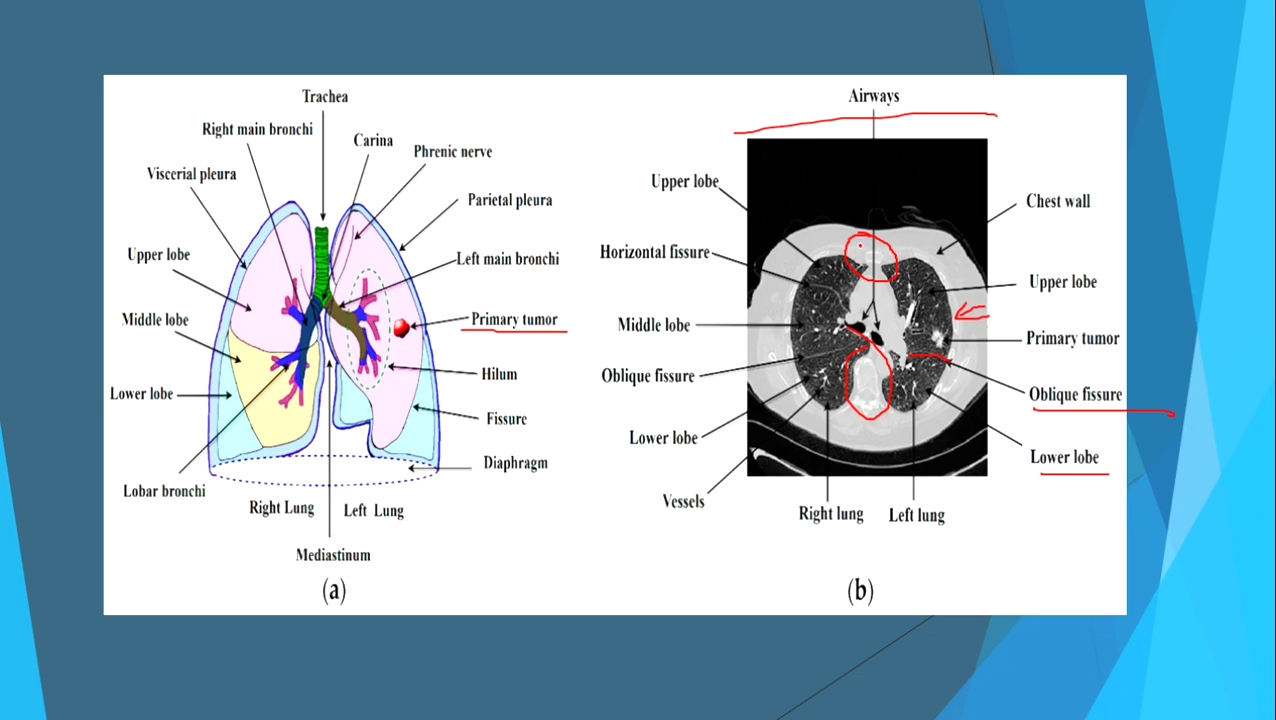 Trachea
Right main bronchi
Carina
Phrenic nerve
Viscerial pleura
Parietal pleura
Upper lobe
Left main bronchi
Middle lobe
Primary tumor
Hilum
Lower lobe
Fissure
Diaphragm
Lobar bronchi
Right Lung
Left Lung
Mediastinum
(a)
Airways
Upper lobe
Chest wall
Horizontal fissure
Upper lobe
Middle lobe
Primary tumor
Oblique fissure
Oblique fissure
Lower lobe
Lower lobe
Vessels
Right lung
Left lung
(b)